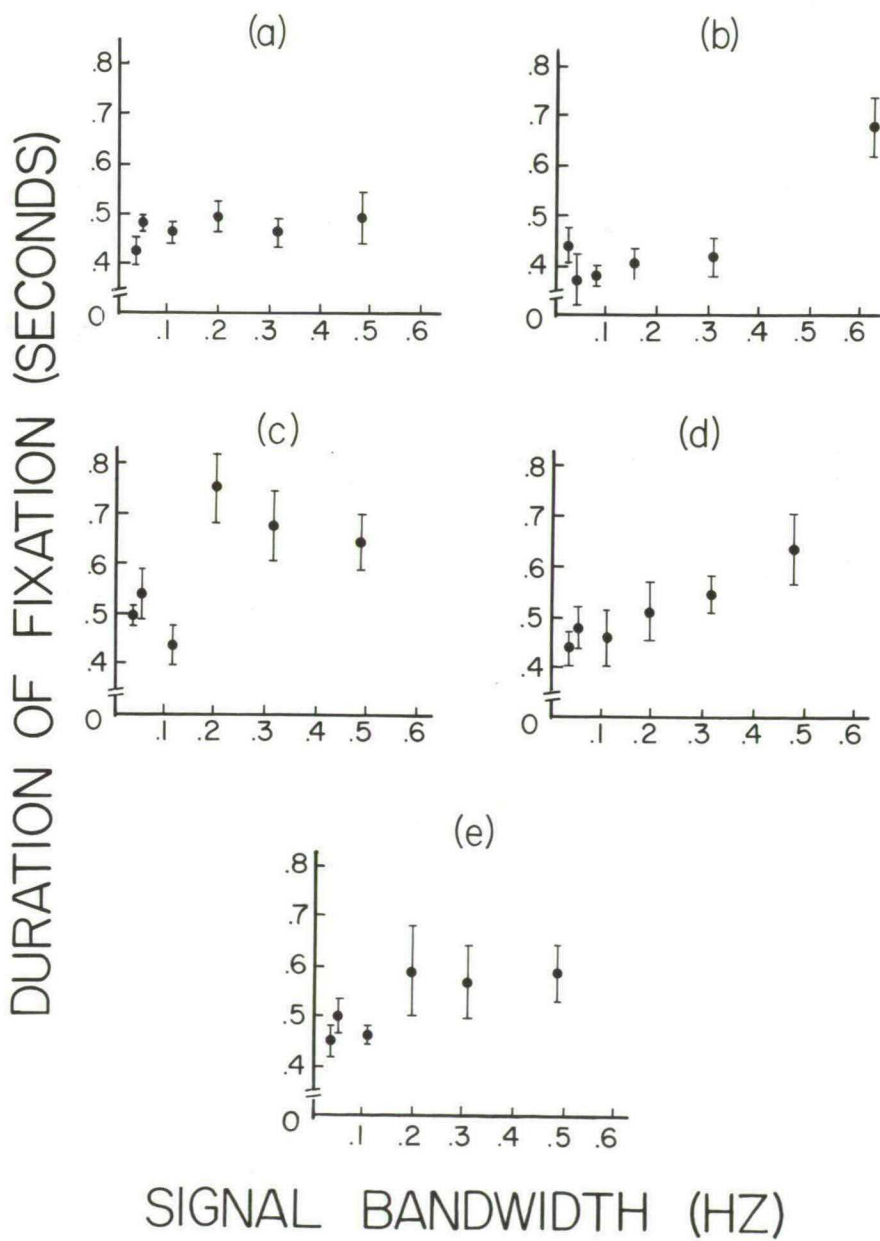 DURATION OF FIXATION (SECONDS)
(a)
.8
.7
.6
.5
.4
0
.1 .2 .3 .4 .5 .6
(b)
.8
.7
.6
.5
.4
0
.1 .2 .3 .4 .5 .6
(c)
.8
.7
.6
.5
.4
0
.1 .2 .3 .4 .5 .6
(d)
.8
.7
.6
.5
.4
0
.1 .2 .3 .4 .5 .6
(e)
.8
.7
.6
.5
.4
0
.1 .2 .3 .4 .5 .6
SIGNAL BANDWIDTH (HZ)